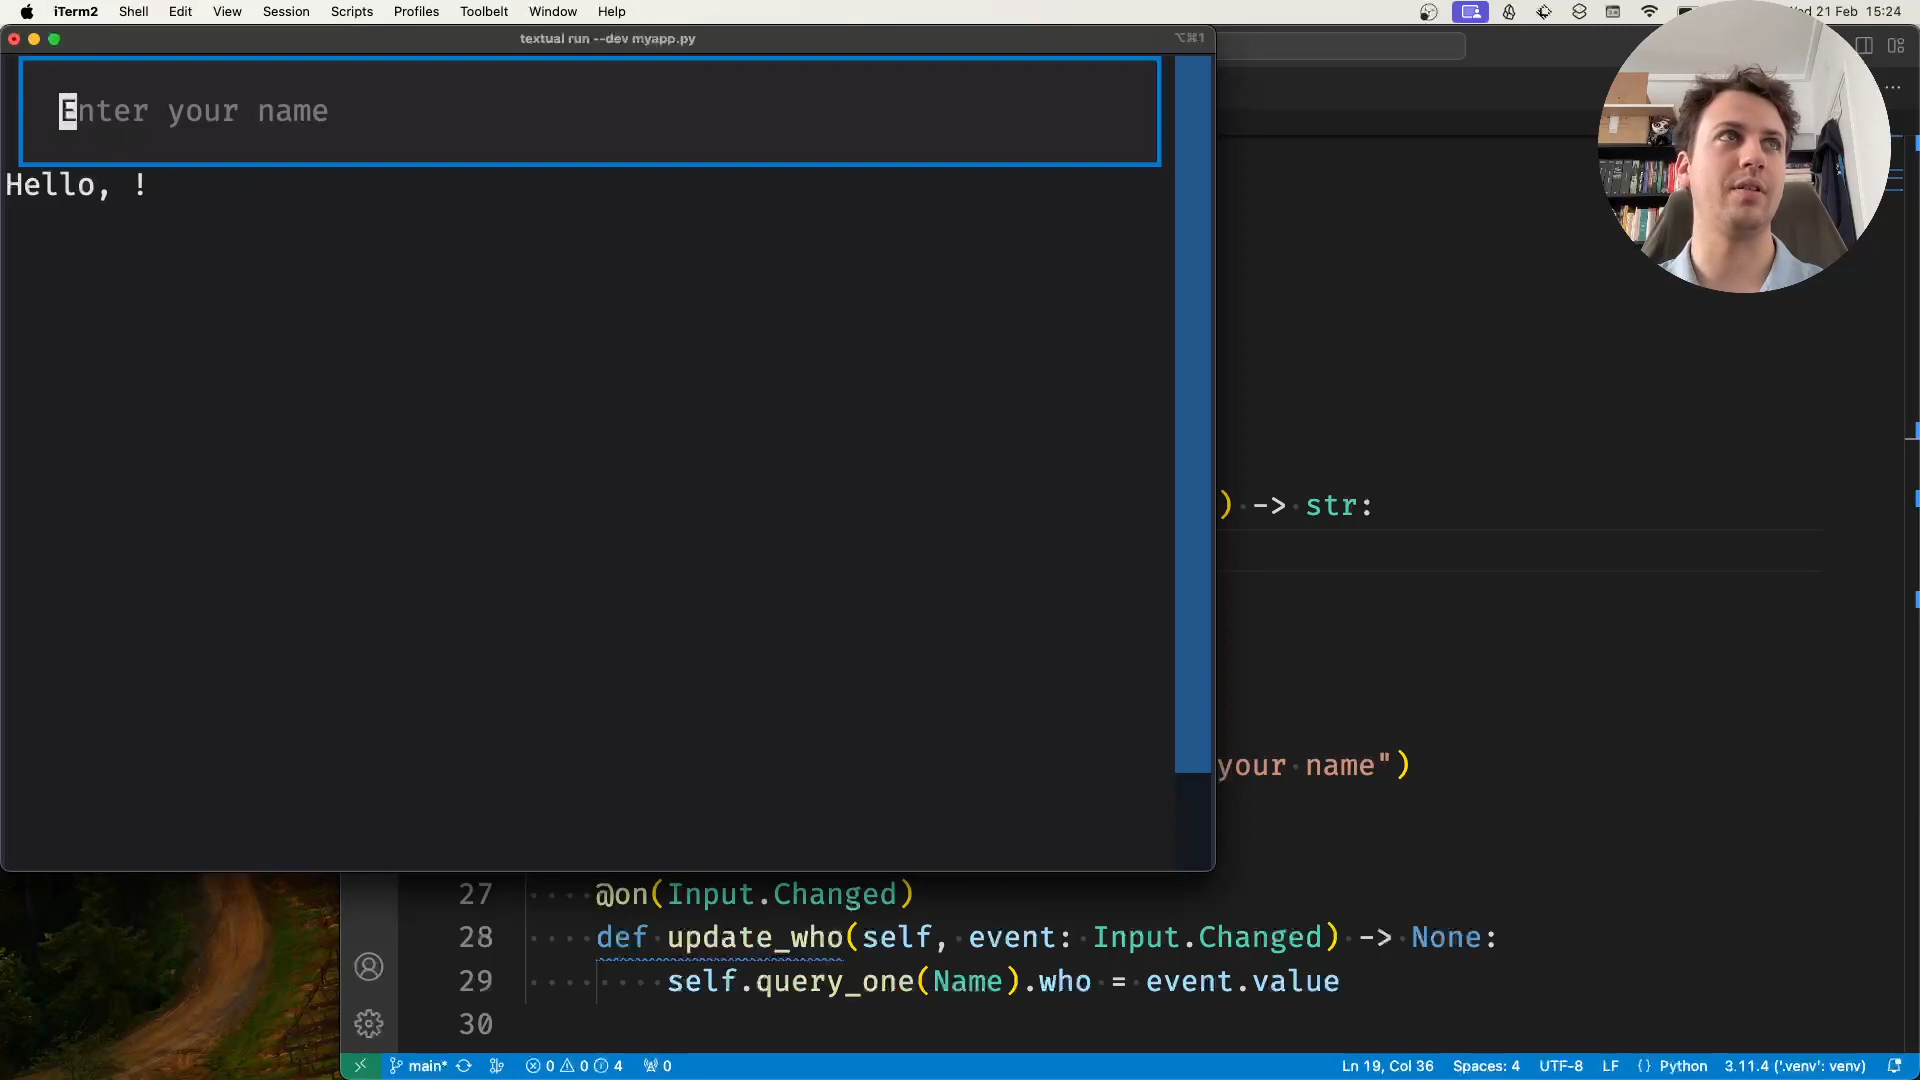 iTerm2 Shell Edit View Session Scripts Profiles Toolbelt Window Help
Wed 21 Feb 15:24
textual run --dev myapp.py
⌥⌘1
Enter your name
Hello, !
) -> str:
your name")
27 @on(Input.Changed)
28 def update_who(self, event: Input.Changed) -> None:
29 self.query_one(Name).who = event.value
30
main* 0 0 4 0 Ln 19, Col 36 Spaces: 4 UTF-8 LF {} Python 3.11.4 ('.venv': venv)